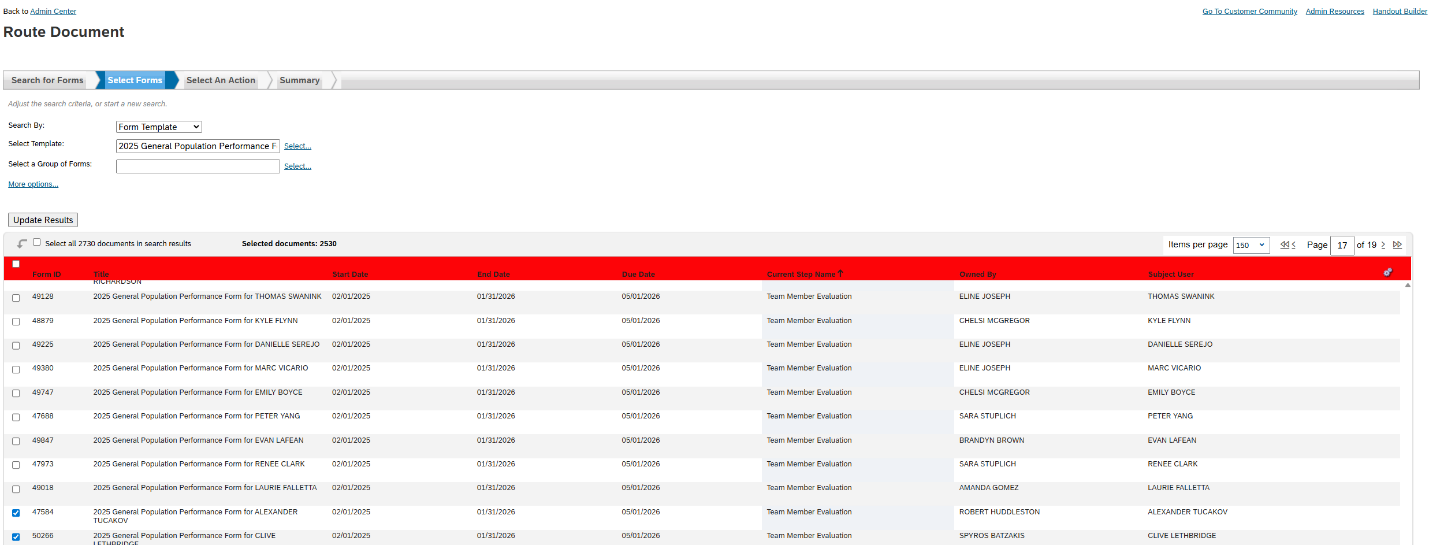 Back to Admin Center
Go To Customer Community Admin Resources Handout Builder
Route Document
Search for Forms Select Forms Select An Action Summary
Adjust the search criteria, or start a new search.
Search By: Form Template
Select Template: 2025 General Population Performance F Select...
Select a Group of Forms: Select...
More options...
Update Results
Select all 2730 documents in search results Selected documents: 2530 Items per page 150 Page 17 of 19
Form ID Title Start Date End Date Due Date Current Step Name Owned By Subject User
RICHARDSON
49128 2025 General Population Performance Form for THOMAS SWANINK 02/01/2025 01/31/2026 05/01/2026 Team Member Evaluation ELINE JOSEPH THOMAS SWANINK
48879 2025 General Population Performance Form for KYLE FLYNN 02/01/2025 01/31/2026 05/01/2026 Team Member Evaluation CHELSI MCGREGOR KYLE FLYNN
49225 2025 General Population Performance Form for DANIELLE SEREJO 02/01/2025 01/31/2026 05/01/2026 Team Member Evaluation ELINE JOSEPH DANIELLE SEREJO
49380 2025 General Population Performance Form for MARC VICARIO 02/01/2025 01/31/2026 05/01/2026 Team Member Evaluation ELINE JOSEPH MARC VICARIO
49747 2025 General Population Performance Form for EMILY BOYCE 02/01/2025 01/31/2026 05/01/2026 Team Member Evaluation CHELSI MCGREGOR EMILY BOYCE
47688 2025 General Population Performance Form for PETER YANG 02/01/2025 01/31/2026 05/01/2026 Team Member Evaluation SARA STUPLICH PETER YANG
49847 2025 General Population Performance Form for EVAN LAFEAN 02/01/2025 01/31/2026 05/01/2026 Team Member Evaluation BRANDYN BROWN EVAN LAFEAN
47973 2025 General Population Performance Form for RENEE CLARK 02/01/2025 01/31/2026 05/01/2026 Team Member Evaluation SARA STUPLICH RENEE CLARK
49018 2025 General Population Performance Form for LAURIE FALLETTA 02/01/2025 01/31/2026 05/01/2026 Team Member Evaluation AMANDA GOMEZ LAURIE FALLETTA
47584 2025 General Population Performance Form for ALEXANDER 02/01/2025 01/31/2026 05/01/2026 Team Member Evaluation ROBERT HUDDLESTON ALEXANDER TUCAKOV
TUCAKOV
50266 2025 General Population Performance Form for CLIVE 02/01/2025 01/31/2026 05/01/2026 Team Member Evaluation SPYROS BATZAKIS CLIVE LETHBRIDGE
LETHBRIDGE